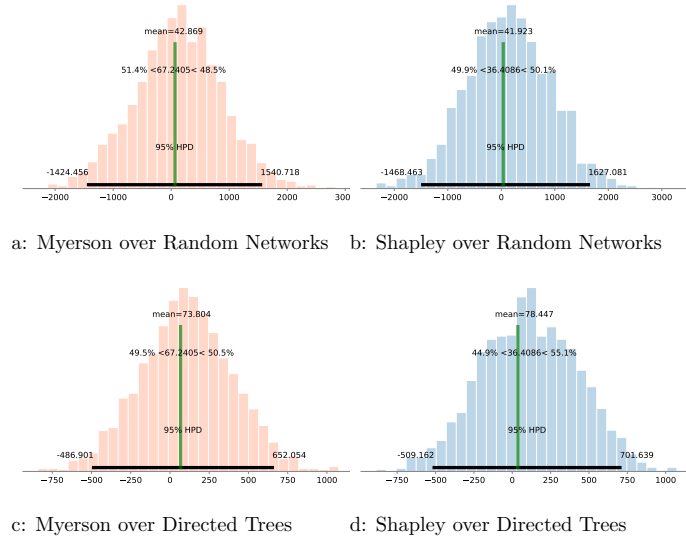 mean=42.869
51.4% <67.2405< 48.5%
95% HPD
-1424.456
1540.718
−2000 −1000 0 1000 2000 300
mean=41.923
49.9% <36.4086< 50.1%
95% HPD
-1468.463
1627.081
−2000 −1000 0 1000 2000 3000
a: Myerson over Random Networks
b: Shapley over Random Networks
mean=73.804
49.5% <67.2405< 50.5%
95% HPD
-486.901
652.054
−750 −500 −250 0 250 500 750 1000
mean=78.447
44.9% <36.4086< 55.1%
95% HPD
-509.162
701.639
−750 −500 −250 0 250 500 750 1000
c: Myerson over Directed Trees
d: Shapley over Directed Trees